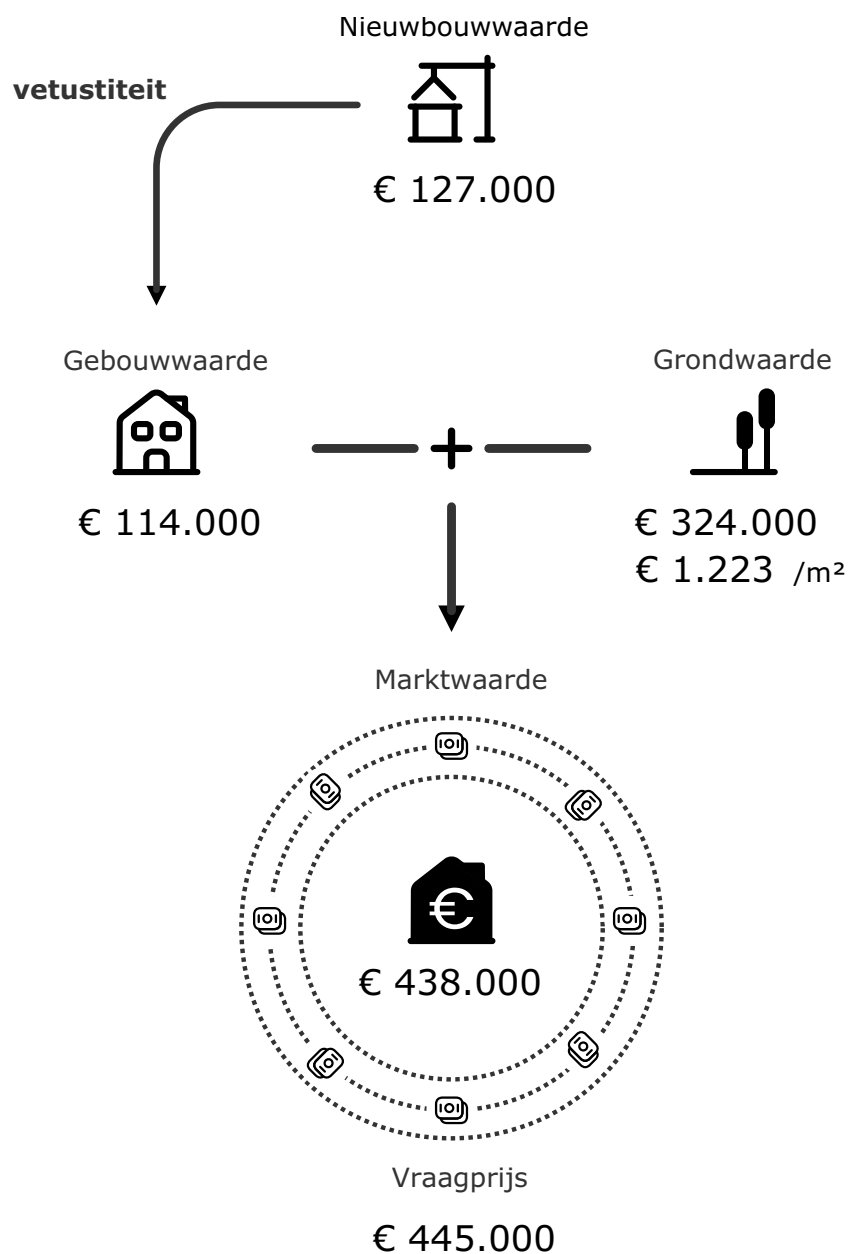 Nieuwbouwwaarde
vetustiteit
€ 127.000
Gebouwwaarde
Grondwaarde
€ 114.000
€ 324.000
€ 1.223 /m²
Marktwaarde
€
€ 438.000
Vraagprijs
€ 445.000